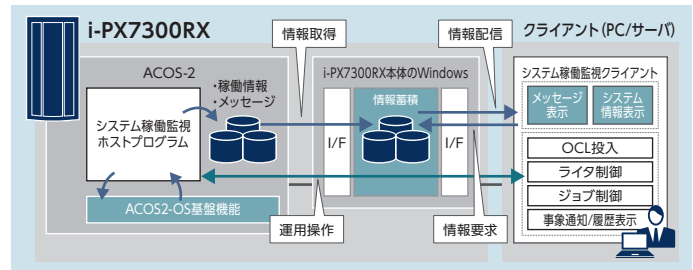 i-PX7300RX
情報取得
情報配信
クライアント(PC/サーバ)
ACOS-2
・稼働情報
・メッセージ
i-PX7300RX本体のWindows
システム稼働監視クライアント
システム稼働監視
ホストプログラム
I/F
情報蓄積
I/F
メッセージ
表示
システム
情報表示
OCL投入
ライタ制御
ジョブ制御
事象通知/履歴表示
ACOS2-OS基盤機能
運用操作
情報要求